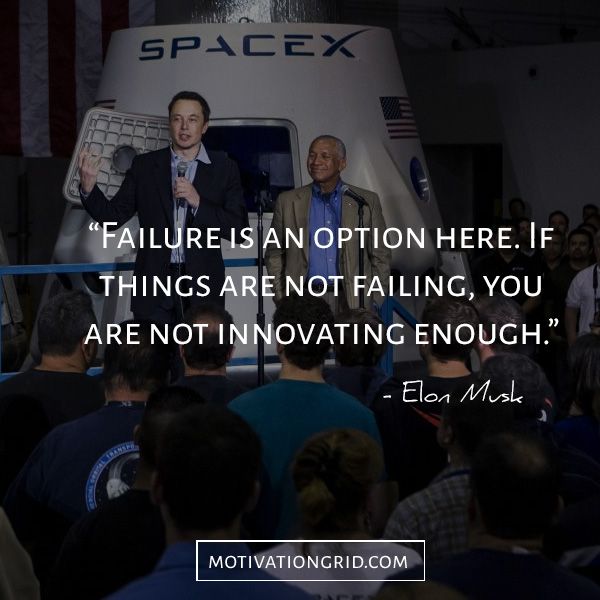 SPACEX
“Failure is an option here. If
things are not failing, you
are not innovating enough.”
- Elon Musk
MOTIVATIONGRID.COM